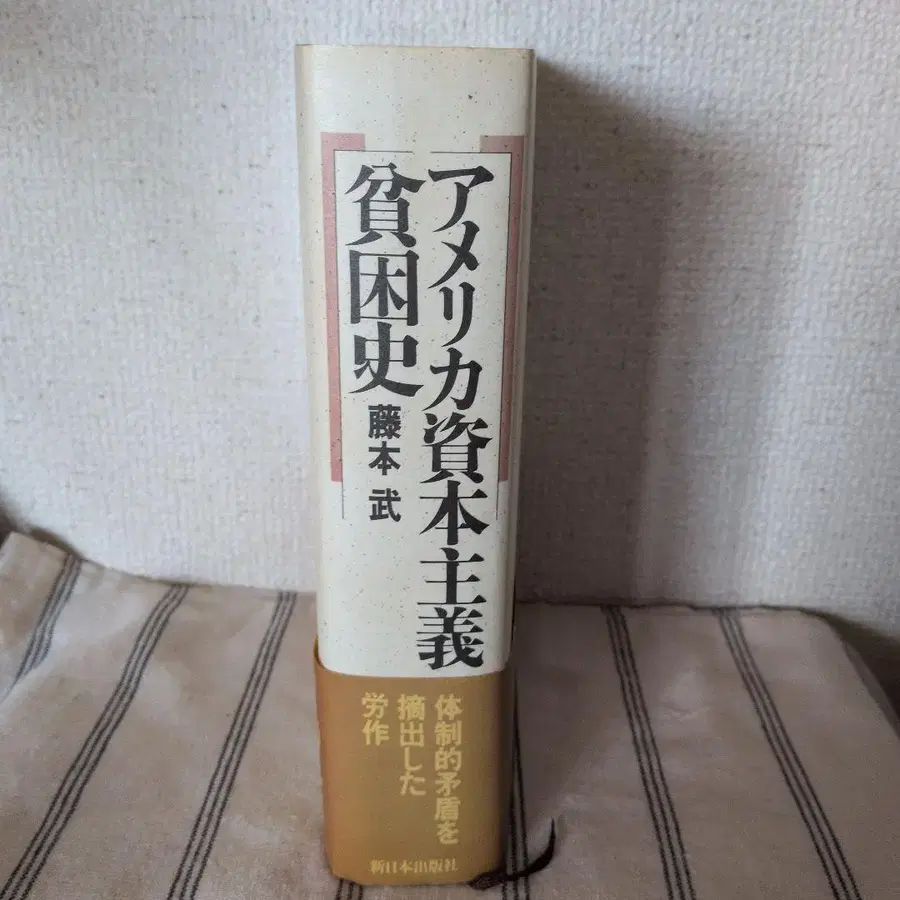 アメリカ資本主義
貧困史
藤本 武
体制的矛盾を
摘出した
労作
新日本出版社